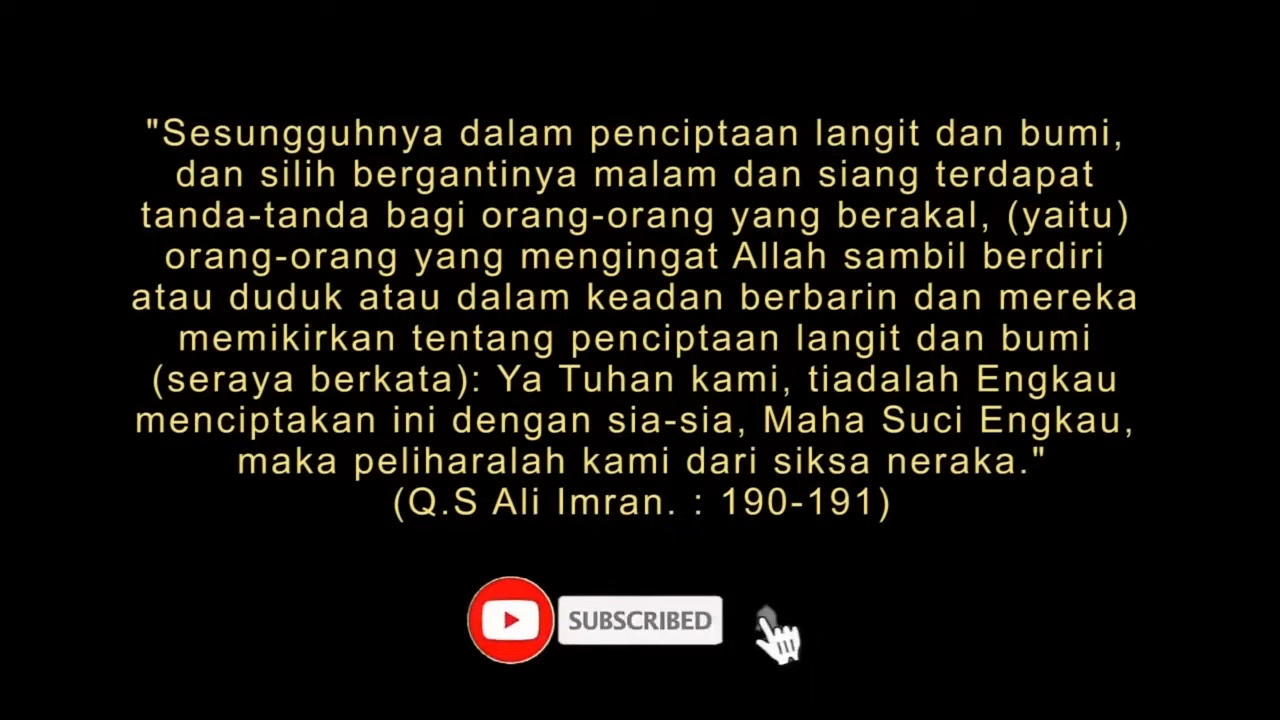 "Sesungguhnya dalam penciptaan langit dan bumi,
dan silih bergantinya malam dan siang terdapat
tanda-tanda bagi orang-orang yang berakal, (yaitu)
orang-orang yang mengingat Allah sambil berdiri
atau duduk atau dalam keadan berbarin dan mereka
memikirkan tentang penciptaan langit dan bumi
(seraya berkata): Ya Tuhan kami, tiadalah Engkau
menciptakan ini dengan sia-sia, Maha Suci Engkau,
maka peliharalah kami dari siksa neraka."
(Q.S Ali Imran. : 190-191)
SUBSCRIBED